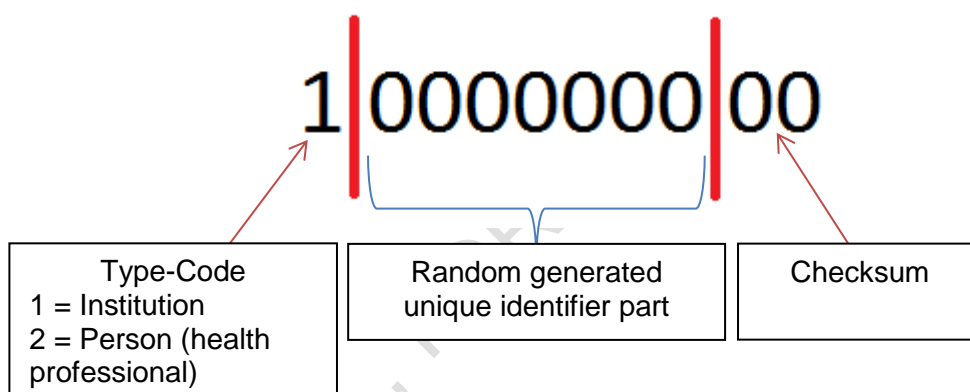 1 0000000 00
Type-Code
1 = Institution
2 = Person (health
professional)
Random generated
unique identifier part
Checksum